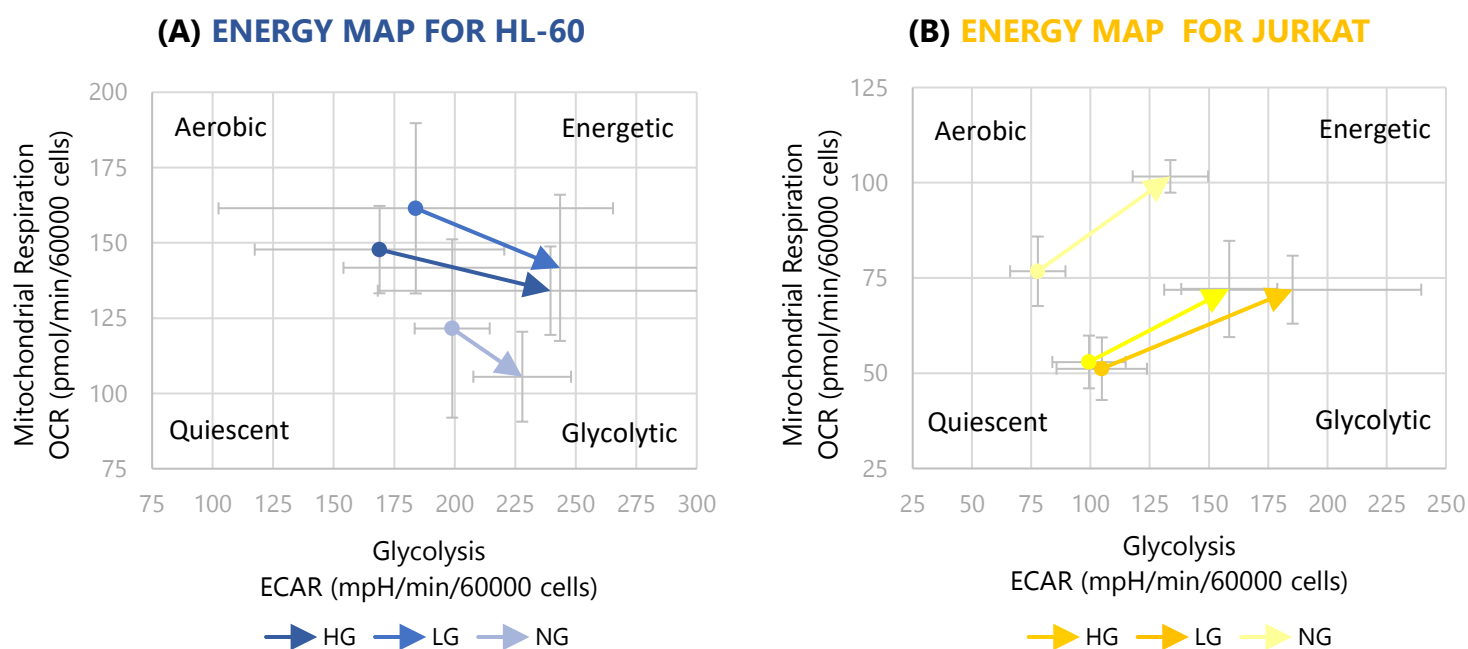 (A) ENERGY MAP FOR HL-60
Mitochondrial Respiration
OCR (pmol/min/60000 cells)
200
175
150
125
100
75
Aerobic
Energetic
Quiescent
Glycolytic
75 100 125 150 175 200 225 250 275 300
Glycolysis
ECAR (mpH/min/60000 cells)
HG LG NG
(B) ENERGY MAP FOR JURKAT
Mirochondrial Respiration
OCR (pmol/min/60000 cells)
125
100
75
50
25
Aerobic
Energetic
Quiescent
Glycolytic
25 50 75 100 125 150 175 200 225 250
Glycolysis
ECAR (mpH/min/60000 cells)
HG LG NG